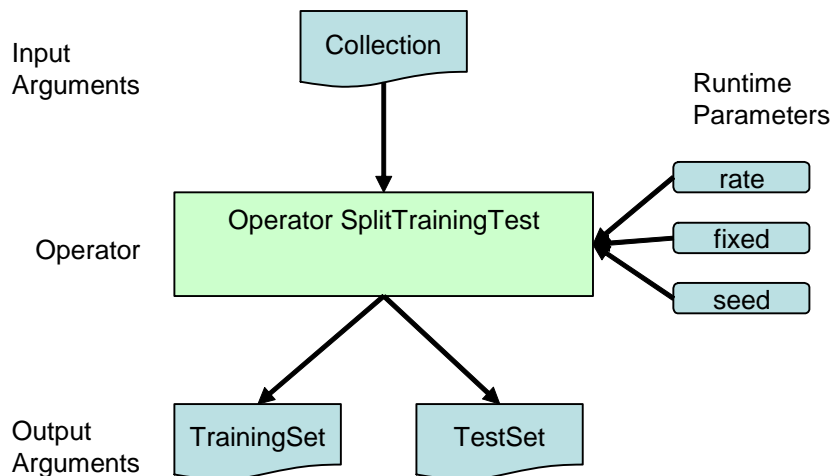 Collection
Input
Arguments
Runtime
Parameters
rate
Operator SplitTrainingTest
fixed
Operator
seed
TrainingSet
TestSet
Output
Arguments